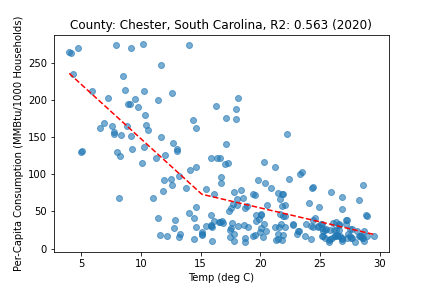 County: Chester, South Carolina, R2: 0.563 (2020)
Per-Capita Consumption (MMBtu/1000 Households)
250
200
150
100
50
0
5 10 15 20 25 30
Temp (deg C)